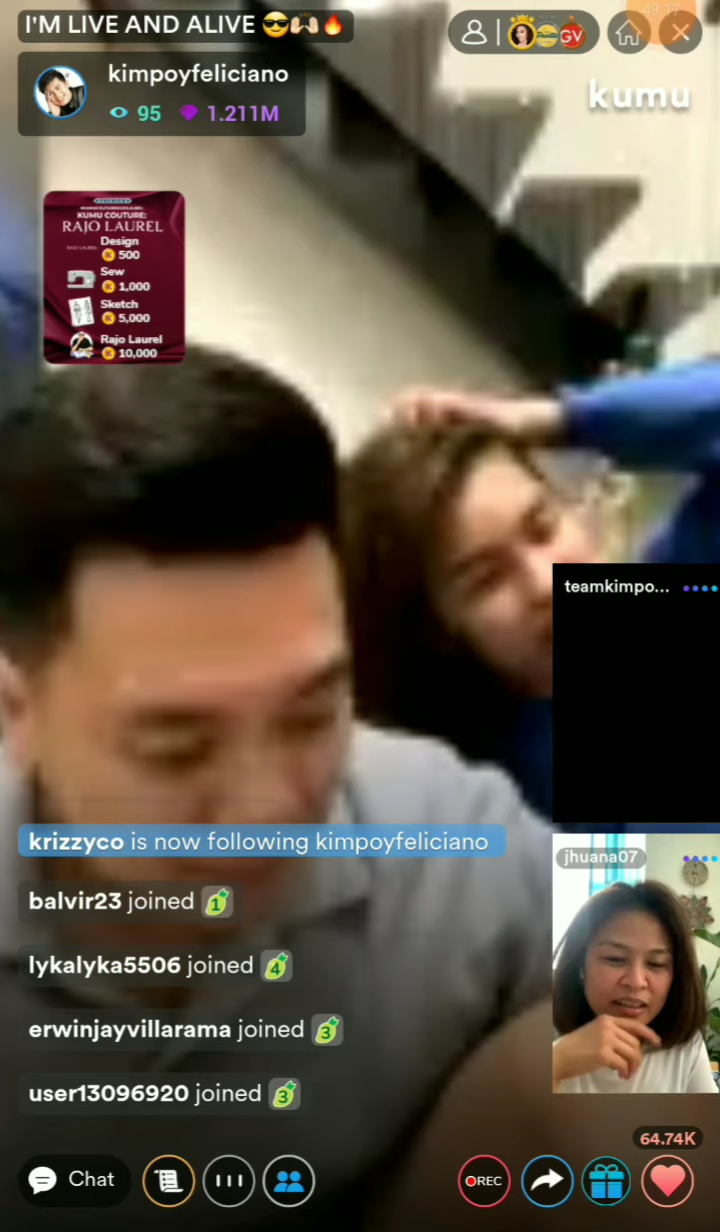 I'M LIVE AND ALIVE 😎🙌🏻🔥
49:17
GV
kimpoyfeliciano
95 1.211M
kumu
KUMU COUTURE:
RAJO LAUREL
Design
K 500
Sew
K 1,000
Sketch
K 5,000
Rajo Laurel
K 10,000
teamkimpo...
krizzyco is now following kimpoyfeliciano
jhuana07
balvir23 joined 1
lykalyka5506 joined 4
erwinjayvillarama joined 3
user13096920 joined 3
64.74K
Chat
REC